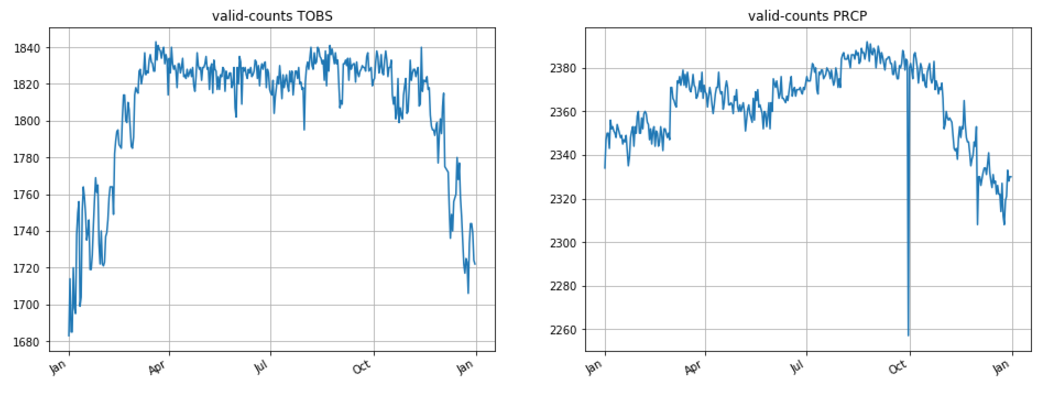 valid-counts TOBS
1840
1820
1800
1780
1760
1740
1720
1700
1680
Jan
Apr
Jul
Oct
Jan
valid-counts PRCP
2380
2360
2340
2320
2300
2280
2260
Jan
Apr
Jul
Oct
Jan